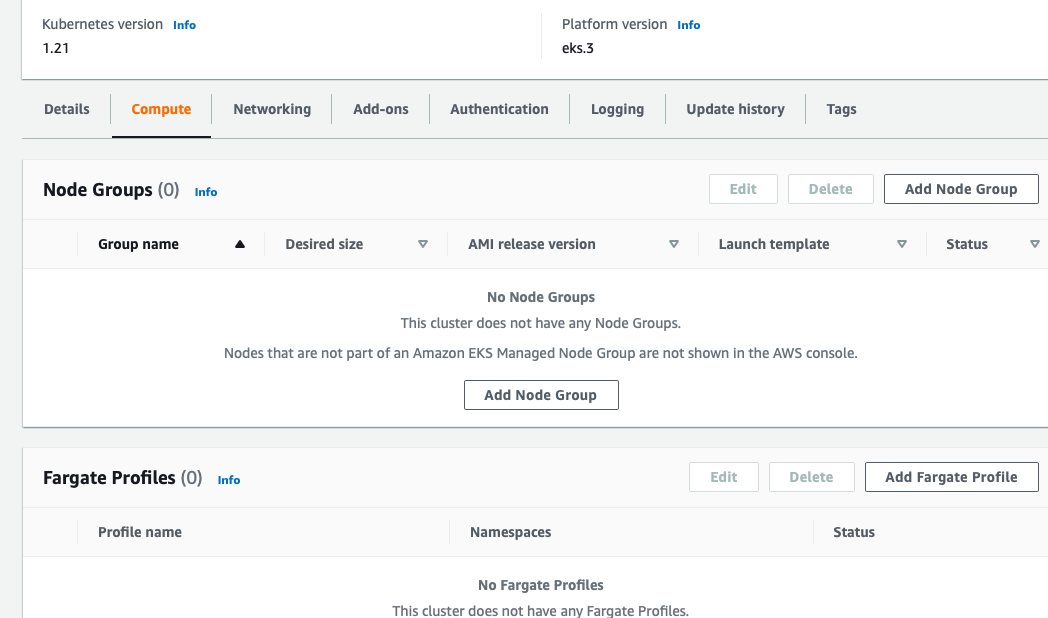 Kubernetes version Info
Platform version Info
1.21
eks.3
Details Compute Networking Add-ons Authentication Logging Update history Tags
Node Groups (0) Info Edit Delete Add Node Group
Group name Desired size AMI release version Launch template Status
No Node Groups
This cluster does not have any Node Groups.
Nodes that are not part of an Amazon EKS Managed Node Group are not shown in the AWS console.
Add Node Group
Fargate Profiles (0) Info Edit Delete Add Fargate Profile
Profile name Namespaces Status
No Fargate Profiles
This cluster does not have any Fargate Profiles.